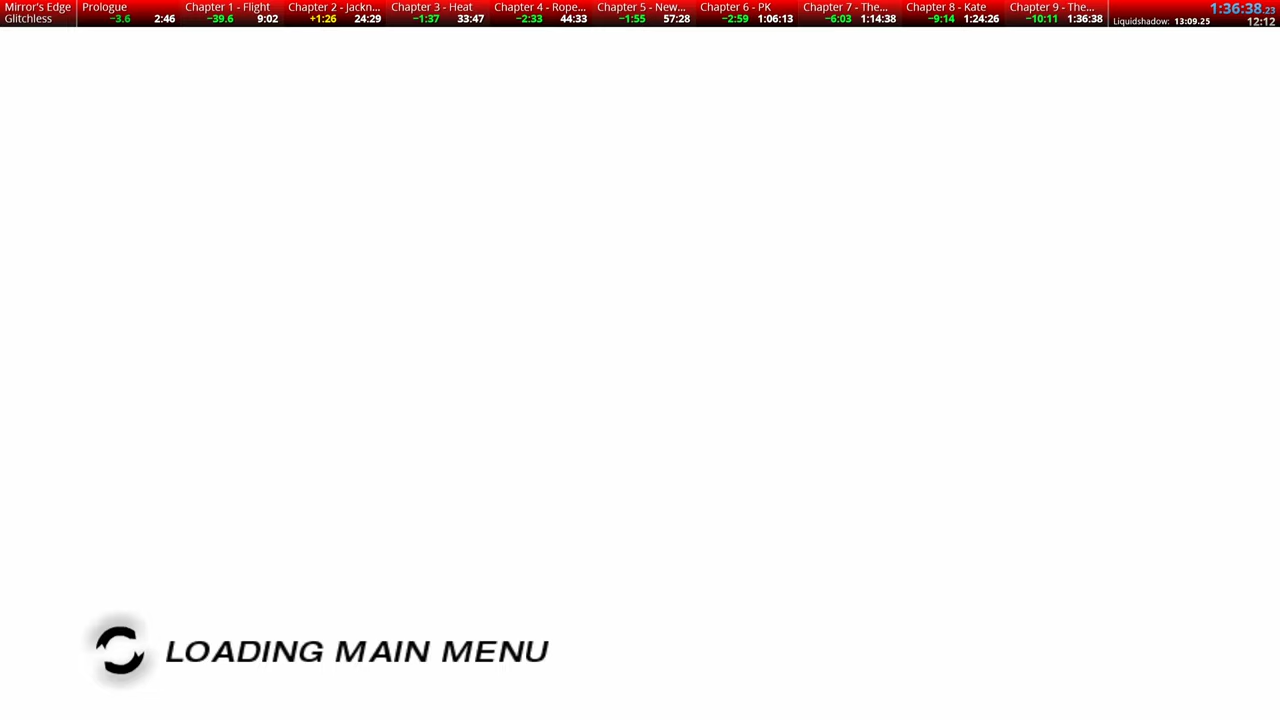 Mirror's Edge
Glitchless
Prologue
−3.6 2:46
Chapter 1 - Flight
−39.6 9:02
Chapter 2 - Jackn...
+1:26 24:29
Chapter 3 - Heat
−1:37 33:47
Chapter 4 - Rope...
−2:33 44:33
Chapter 5 - New...
−1:55 57:28
Chapter 6 - PK
−2:59 1:06:13
Chapter 7 - The...
−6:03 1:14:38
Chapter 8 - Kate
−9:14 1:24:26
Chapter 9 - The...
−10:11 1:36:38
1:36:38.23
Liquidshadow: 13:09.25 12:12
LOADING MAIN MENU